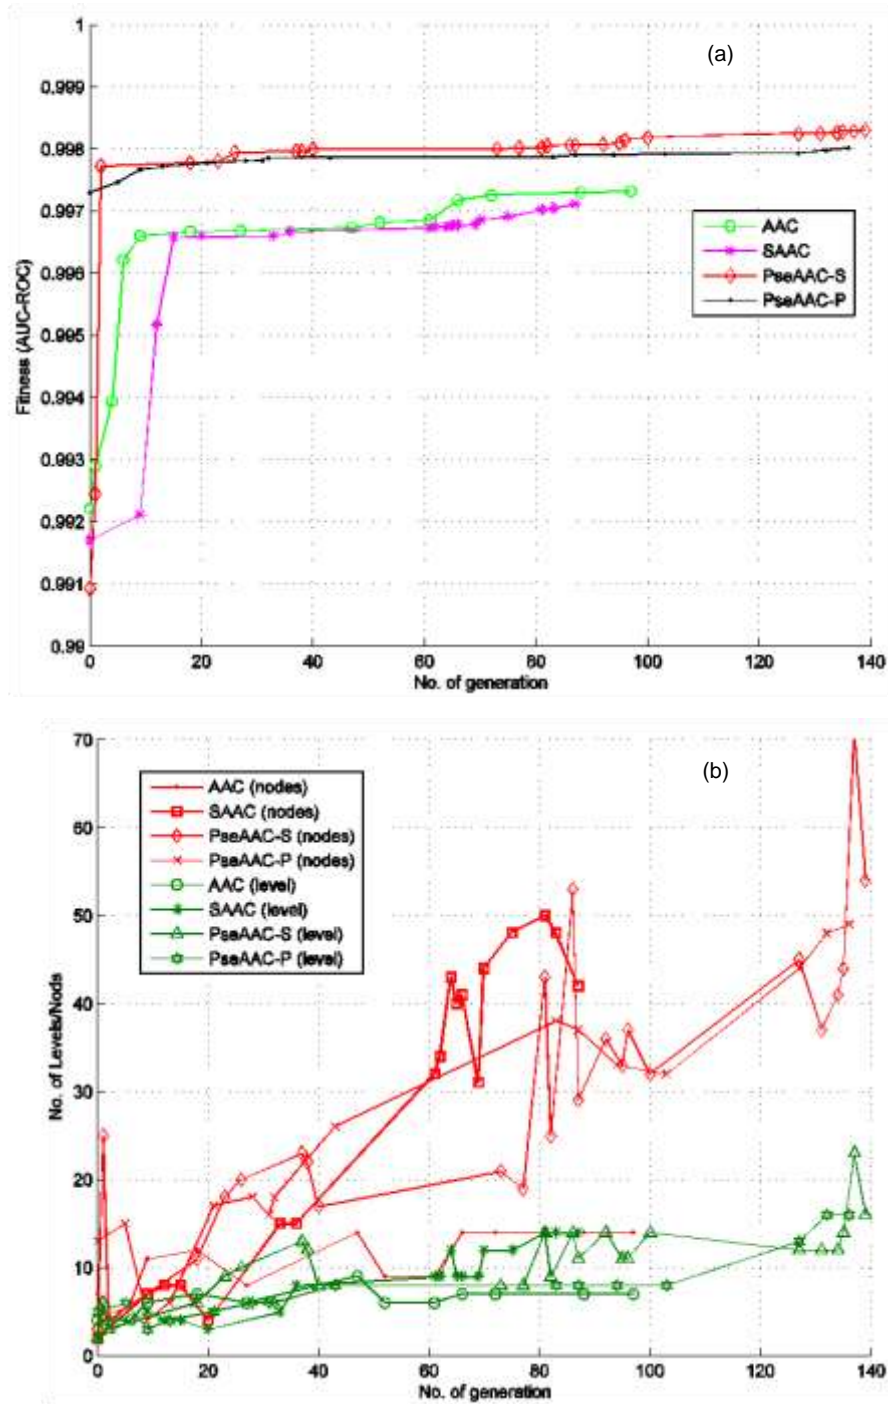 1
(a)
0.999
0.998
0.997
0.996
0.995
0.994
0.993
0.992
0.991
0.99
Fitness (AUC-ROC)
AAC
SAAC
PseAAC-S
PseAAC-P
0 20 40 60 80 100 120 140
No. of generation
70
60
50
40
30
20
10
0
(b)
No. of Levels/Nods
AAC (nodes)
SAAC (nodes)
PseAAC-S (nodes)
PseAAC-P (nodes)
AAC (level)
SAAC (level)
PseAAC-S (level)
PseAAC-P (level)
0 20 40 60 80 100 120 140
No. of generation